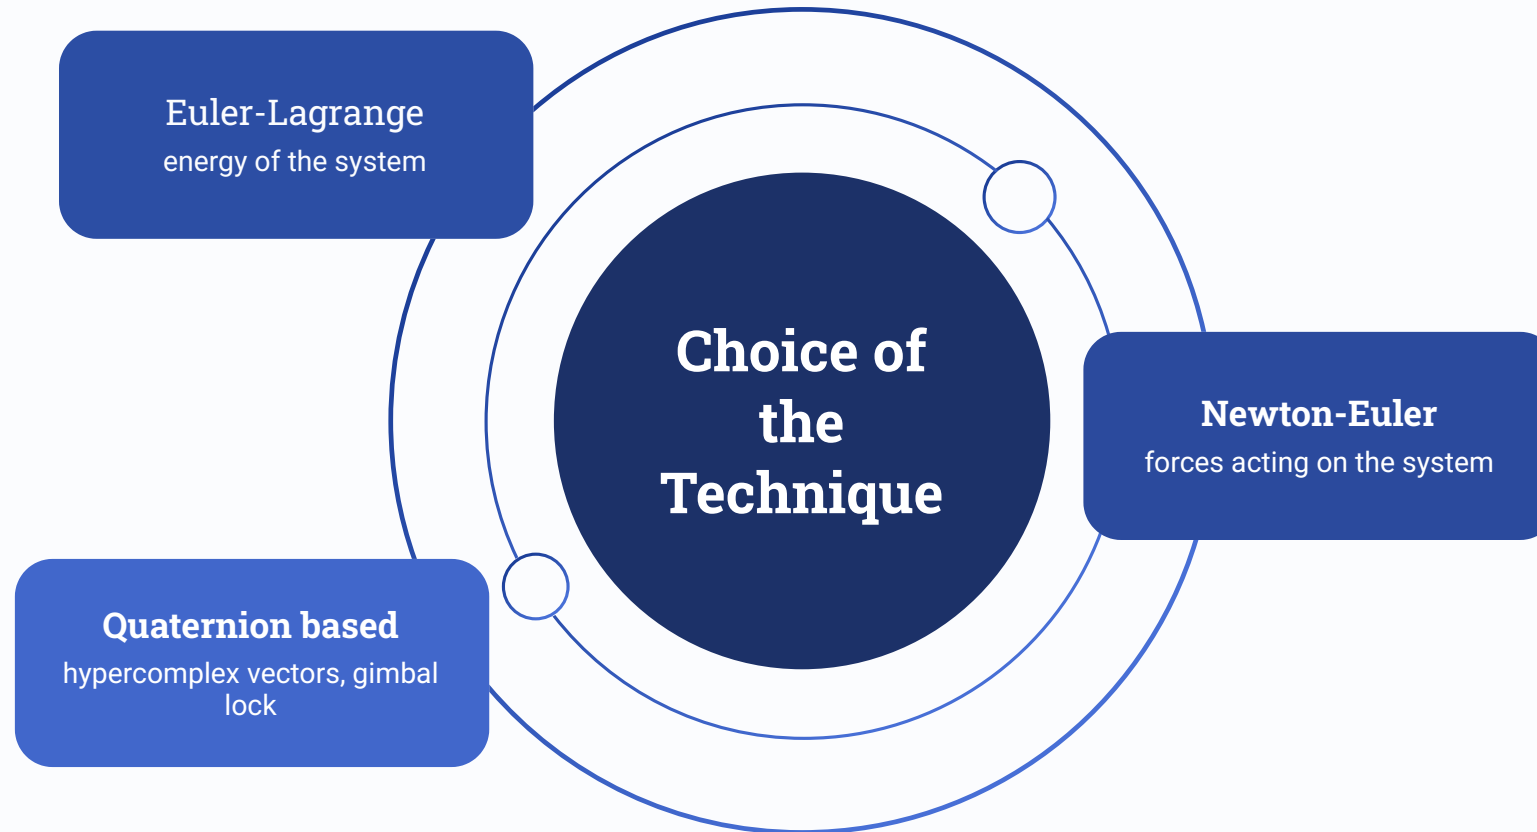 Euler-Lagrange
energy of the system
Choice of
the
Technique
Newton-Euler
forces acting on the system
Quaternion based
hypercomplex vectors, gimbal
lock